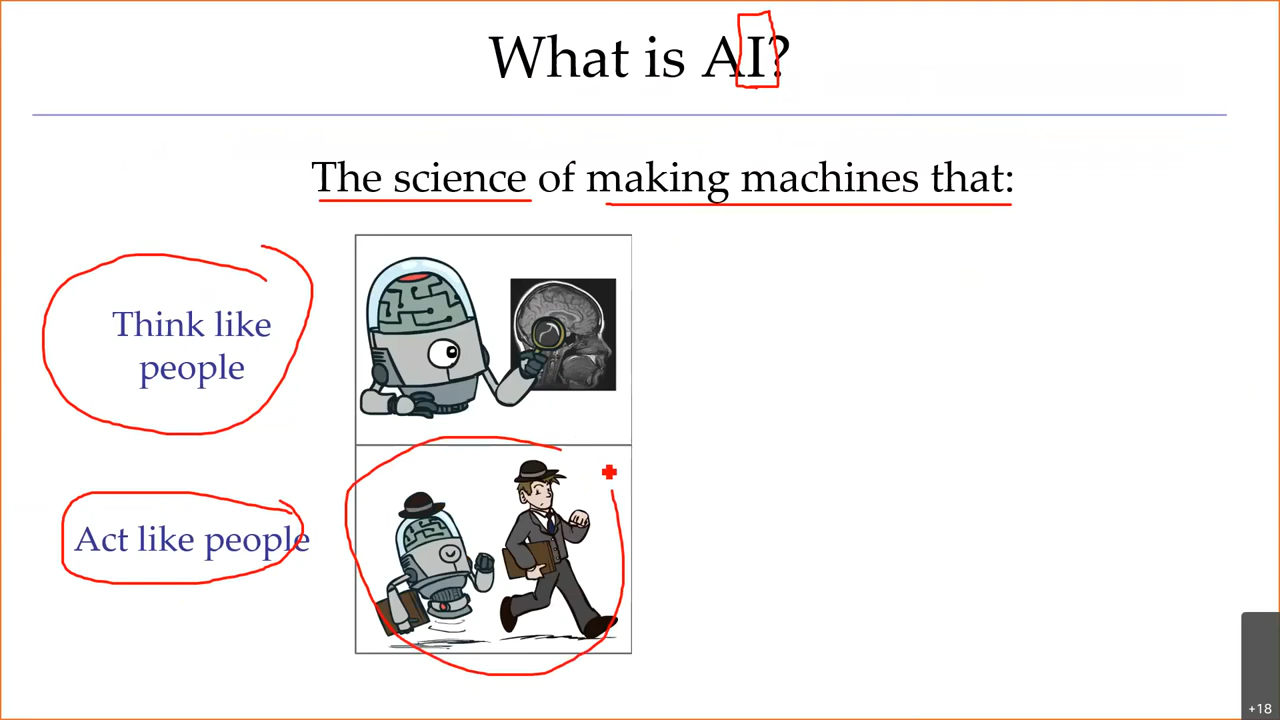 What is AI?
The science of making machines that:
Think like
people
Act like people
+18